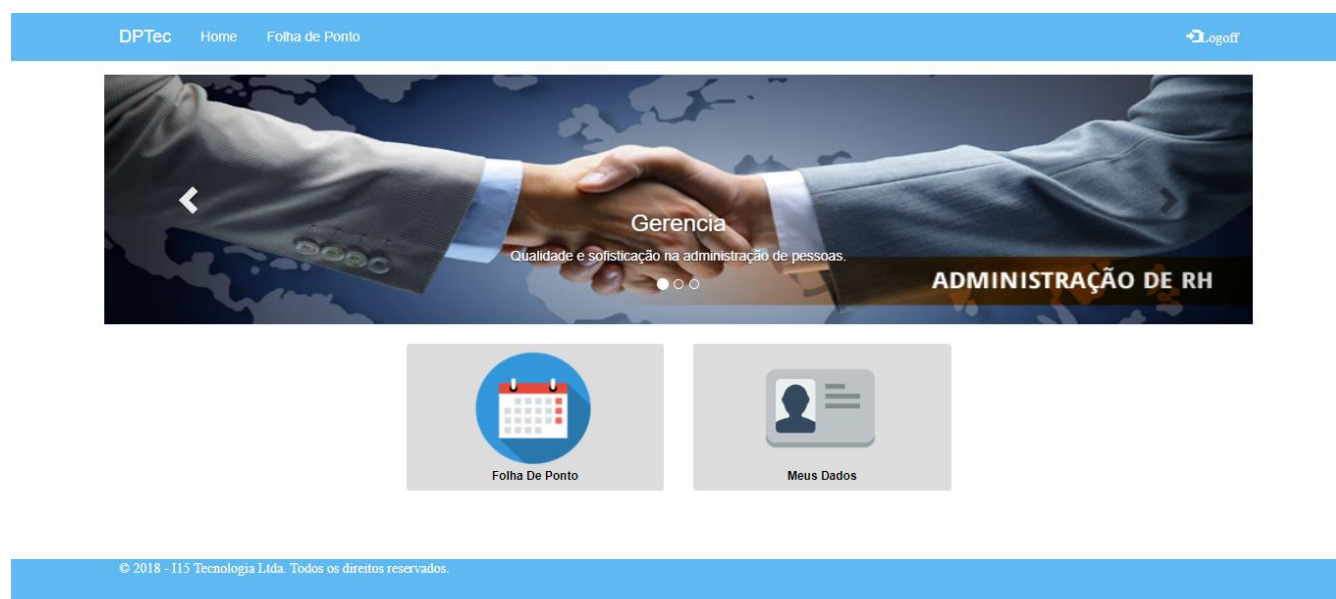 DPTec Home Folha de Ponto Logoff
Gerencia
Qualidade e sofisticação na administração de pessoas.
ADMINISTRAÇÃO DE RH
Folha De Ponto Meus Dados
© 2018 - I15 Tecnologia Ltda. Todos os direitos reservados.